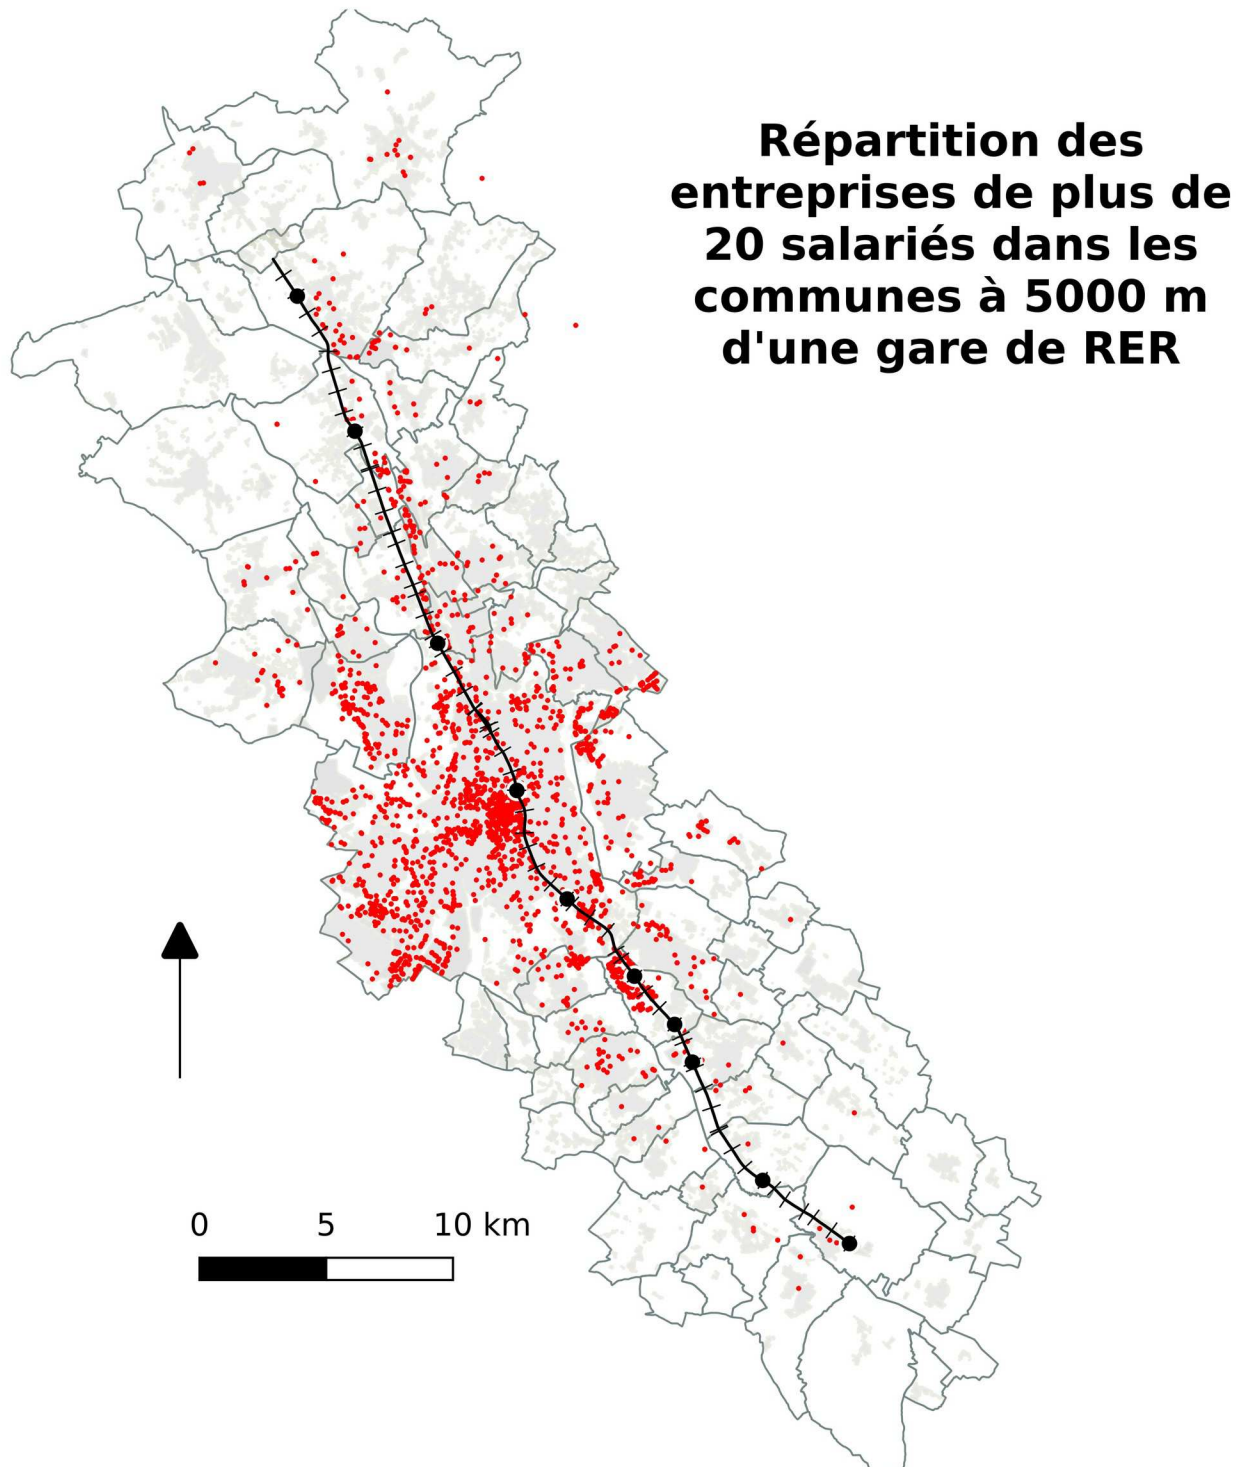 Répartition des
entreprises de plus de
20 salariés dans les
communes à 5000 m
d'une gare de RER
0 5 10 km